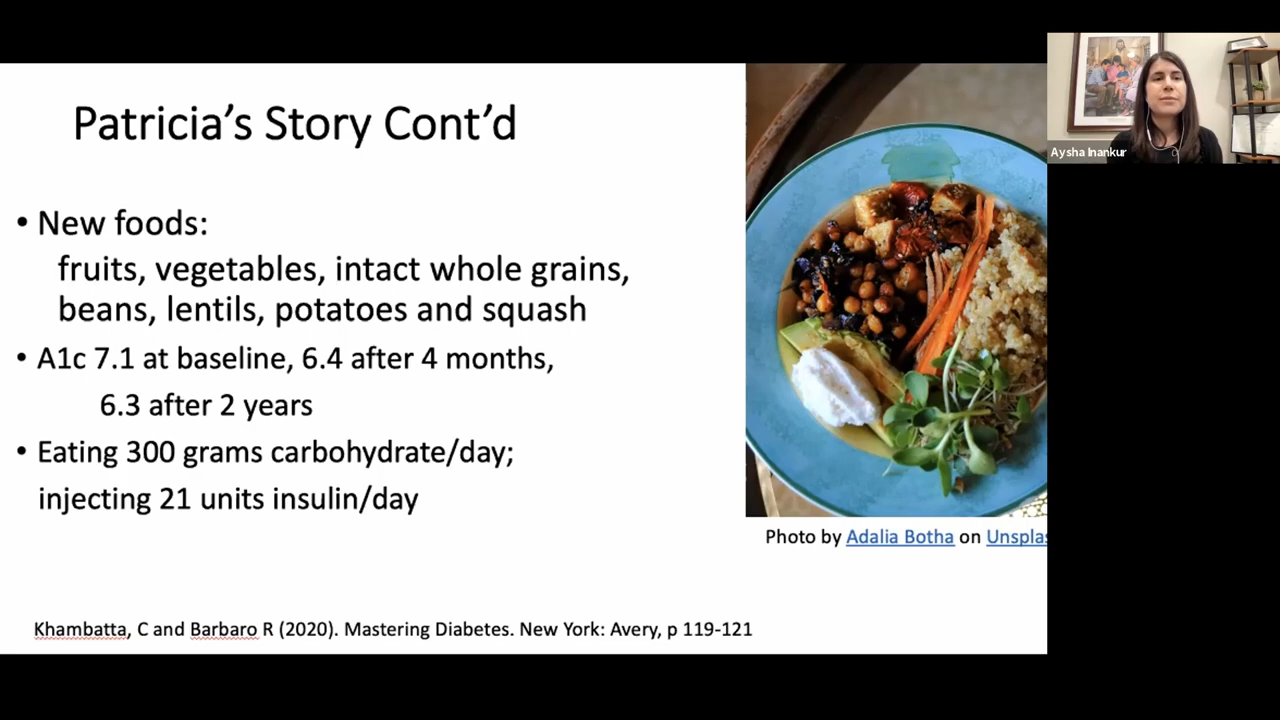 Patricia’s Story Cont’d
• New foods:
fruits, vegetables, intact whole grains,
beans, lentils, potatoes and squash
• A1c 7.1 at baseline, 6.4 after 4 months,
6.3 after 2 years
• Eating 300 grams carbohydrate/day;
injecting 21 units insulin/day
Photo by Adalia Botha on Unsplas
Khambatta, C and Barbaro R (2020). Mastering Diabetes. New York: Avery, p 119-121
Aysha Inankur